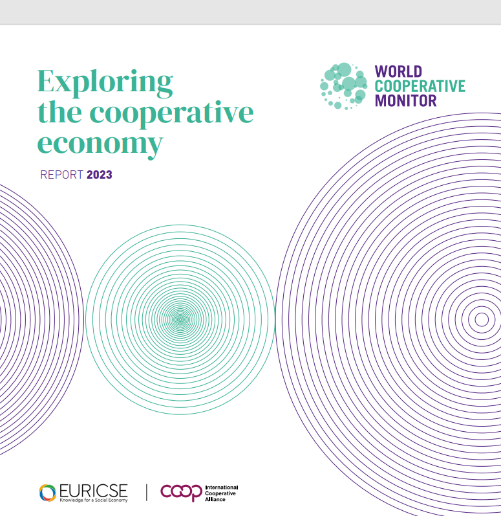 Exploring
the cooperative
economy
REPORT 2023
WORLD
COOPERATIVE
MONITOR
EURICSE
Knowledge for a Social Economy
coop
International
Cooperative
Alliance